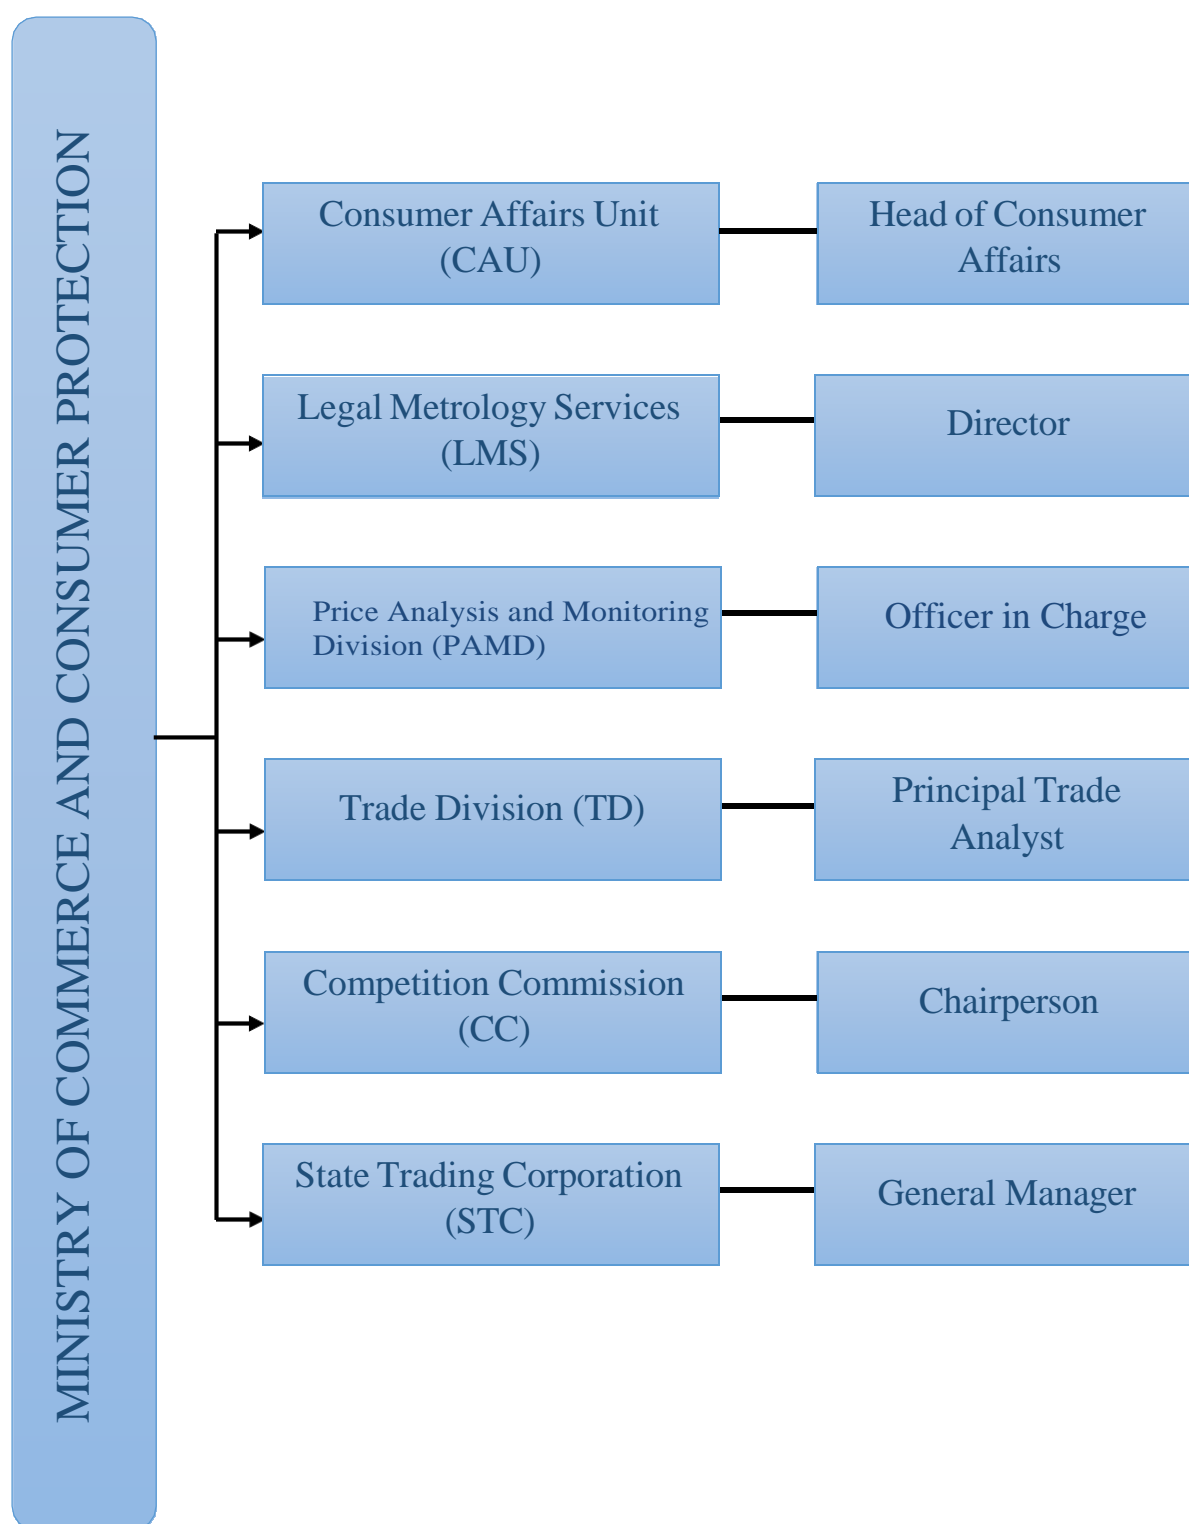 MINISTRY OF COMMERCE AND CONSUMER PROTECTION
Consumer Affairs Unit
(CAU)
Head of Consumer
Affairs
Legal Metrology Services
(LMS)
Director
Price Analysis and Monitoring
Division (PAMD)
Officer in Charge
Trade Division (TD)
Principal Trade
Analyst
Competition Commission
(CC)
Chairperson
State Trading Corporation
(STC)
General Manager